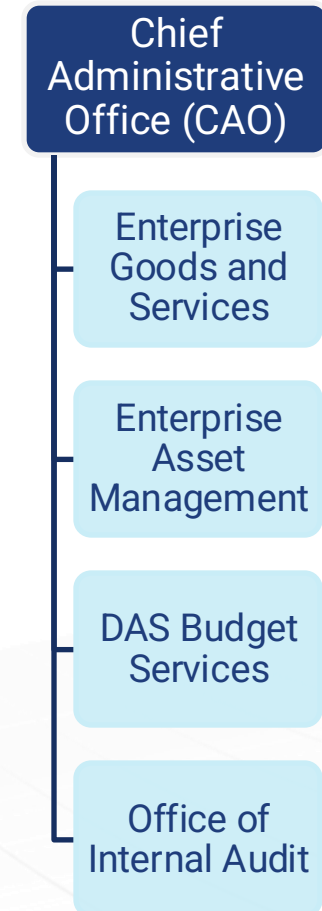 Chief
Administrative
Office (CAO)
Enterprise
Goods and
Services
Enterprise
Asset
Management
DAS Budget
Services
Office of
Internal Audit